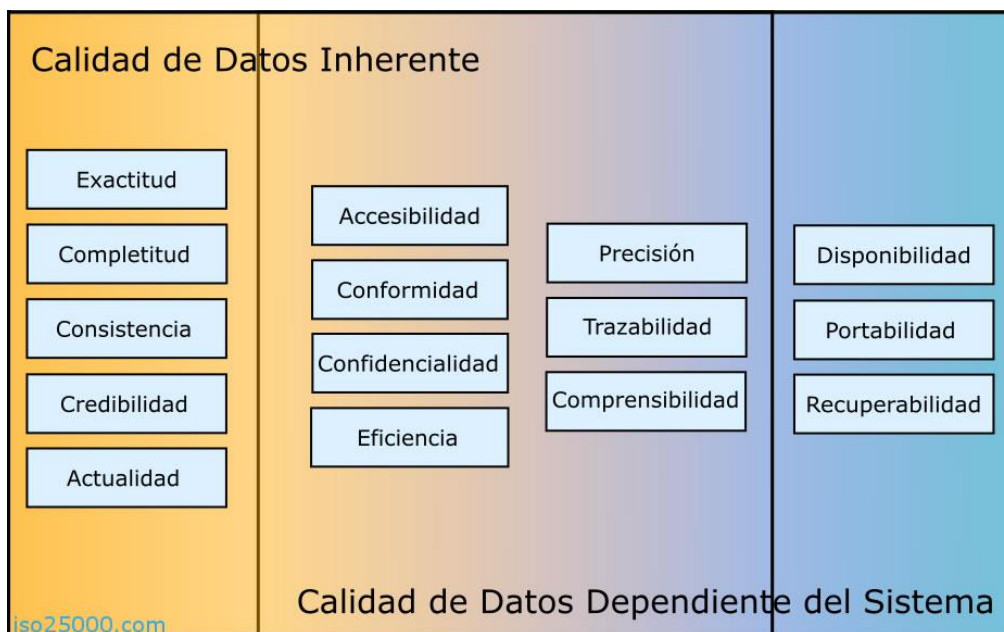 Calidad de Datos Inherente
Exactitud
Completitud
Consistencia
Credibilidad
Actualidad
Accesibilidad
Conformidad
Confidencialidad
Eficiencia
Precisión
Trazabilidad
Comprensibilidad
Disponibilidad
Portabilidad
Recuperabilidad
Calidad de Datos Dependiente del Sistema
iso25000.com